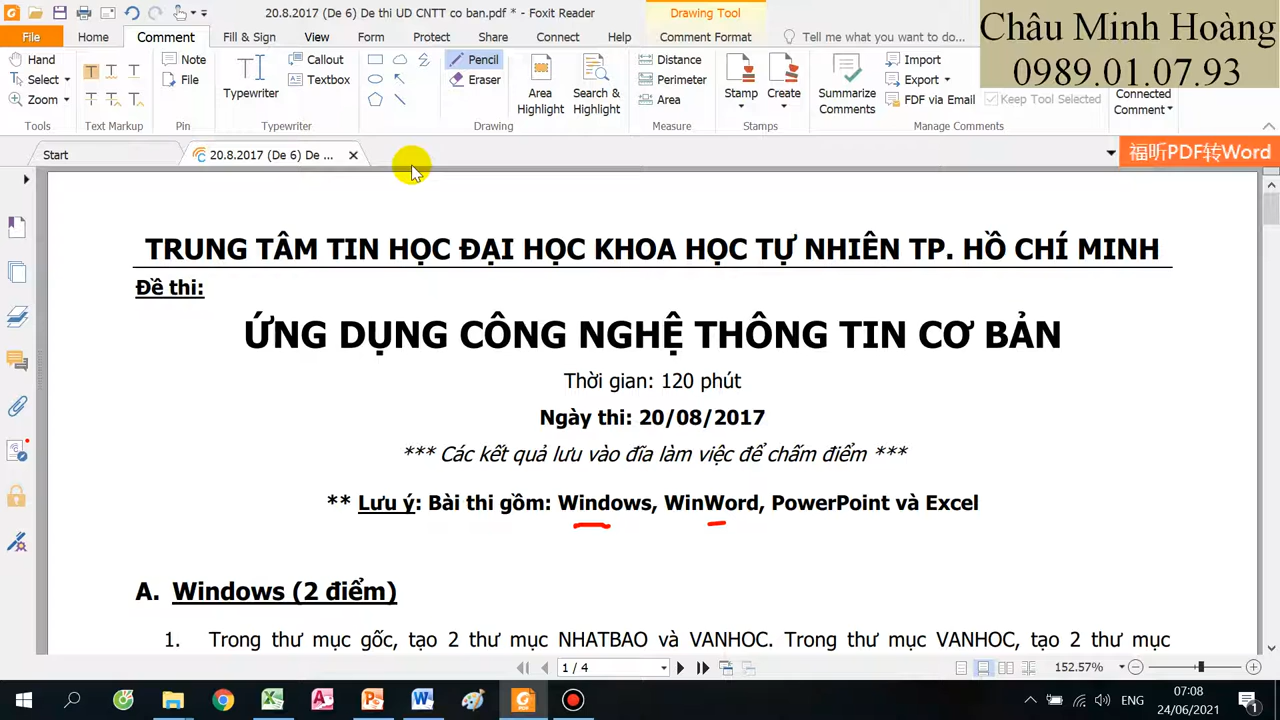 20.8.2017 (De 6) De thi UD CNTT co ban.pdf * - Foxit Reader
Drawing Tool
Châu Minh Hoàng
0989.01.07.93
File Home Comment Fill & Sign View Form Protect Share Connect Help Comment Format Tell me what you want to do...
Hand
Select
Zoom
Tools
Text Markup
Note
File
Pin
Typewriter
Callout
Textbox
Typewriter
Pencil
Eraser
Area Highlight
Search & Highlight
Drawing
Distance
Perimeter
Area
Measure
Stamp
Create
Stamps
Summarize Comments
Import
Export
FDF via Email
Keep Tool Selected
Connected Comment
Manage Comments
Start
20.8.2017 (De 6) De ...
福昕PDF转Word
TRUNG TÂM TIN HỌC ĐẠI HỌC KHOA HỌC TỰ NHIÊN TP. HỒ CHÍ MINH
Đề thi:
ỨNG DỤNG CÔNG NGHỆ THÔNG TIN CƠ BẢN
Thời gian: 120 phút
Ngày thi: 20/08/2017
*** Các kết quả lưu vào đĩa làm việc để chấm điểm ***
** Lưu ý: Bài thi gồm: Windows, WinWord, PowerPoint và Excel
A. Windows (2 điểm)
1. Trong thư mục gốc, tạo 2 thư mục NHATBAO và VANHOC. Trong thư mục VANHOC, tạo 2 thư mục
1 / 4
152.57%
ENG
07:08
24/06/2021